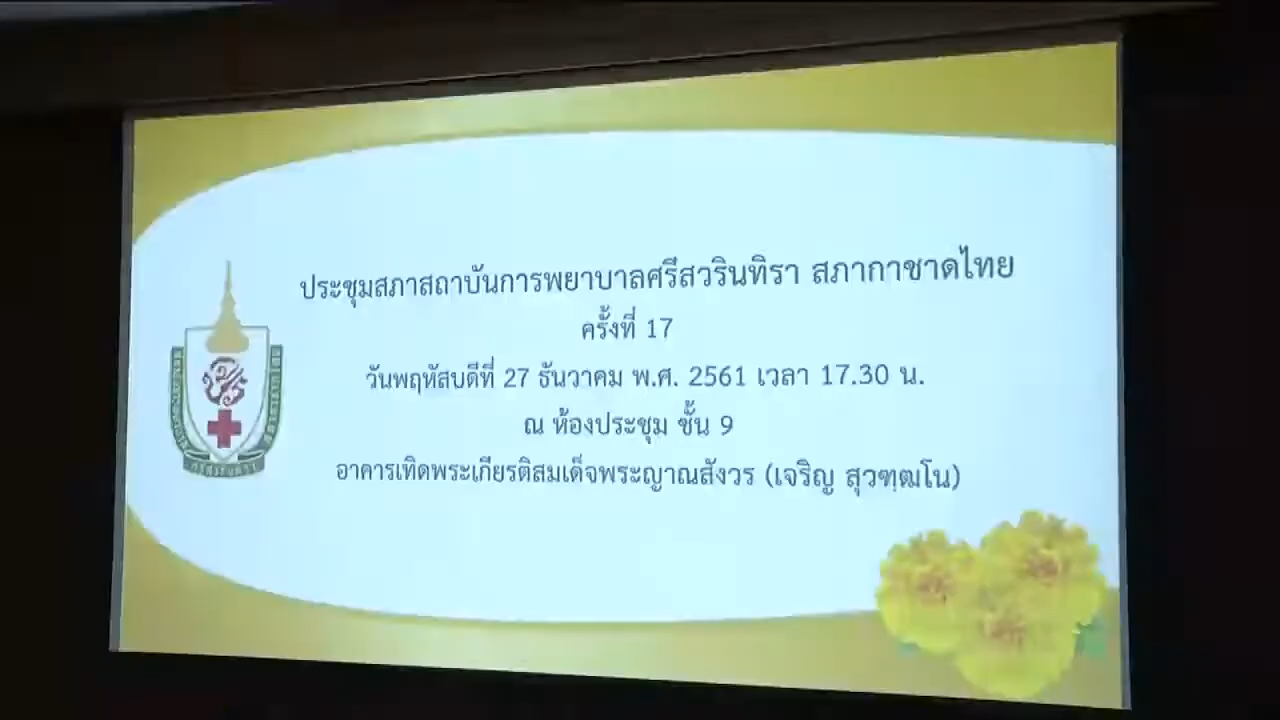 ประชุมสภาสถาบันการพยาบาลศรีสวรินทิรา สภากาชาดไทย
ครั้งที่ 17
วันพฤหัสบดีที่ 27 ธันวาคม พ.ศ. 2561 เวลา 17.30 น.
ณ ห้องประชุม ชั้น 9
อาคารเทิดพระเกียรติสมเด็จพระญาณสังวร (เจริญ สุวฑฺฒโน)